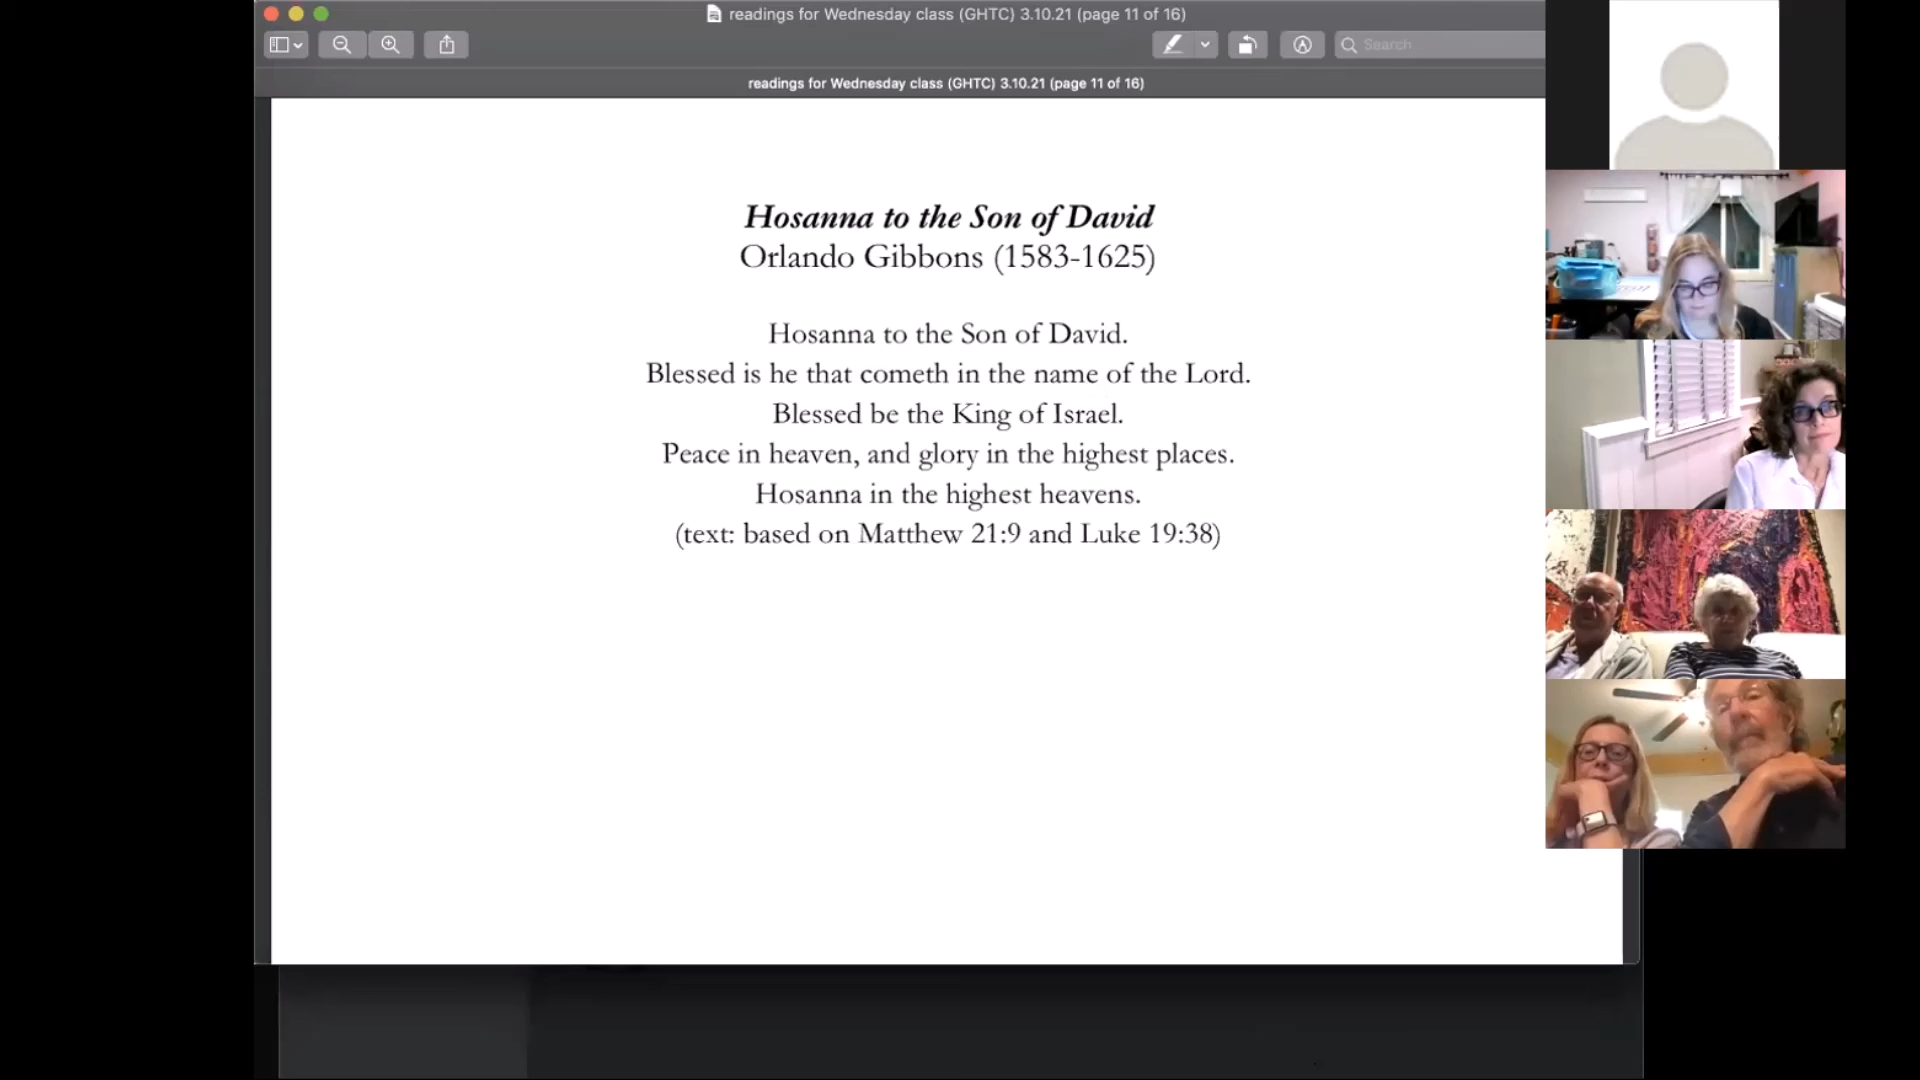 readings for Wednesday class (GHTC) 3.10.21 (page 11 of 16)
Search
readings for Wednesday class (GHTC) 3.10.21 (page 11 of 16)
Hosanna to the Son of David
Orlando Gibbons (1583-1625)
Hosanna to the Son of David.
Blessed is he that cometh in the name of the Lord.
Blessed be the King of Israel.
Peace in heaven, and glory in the highest places.
Hosanna in the highest heavens.
(text: based on Matthew 21:9 and Luke 19:38)